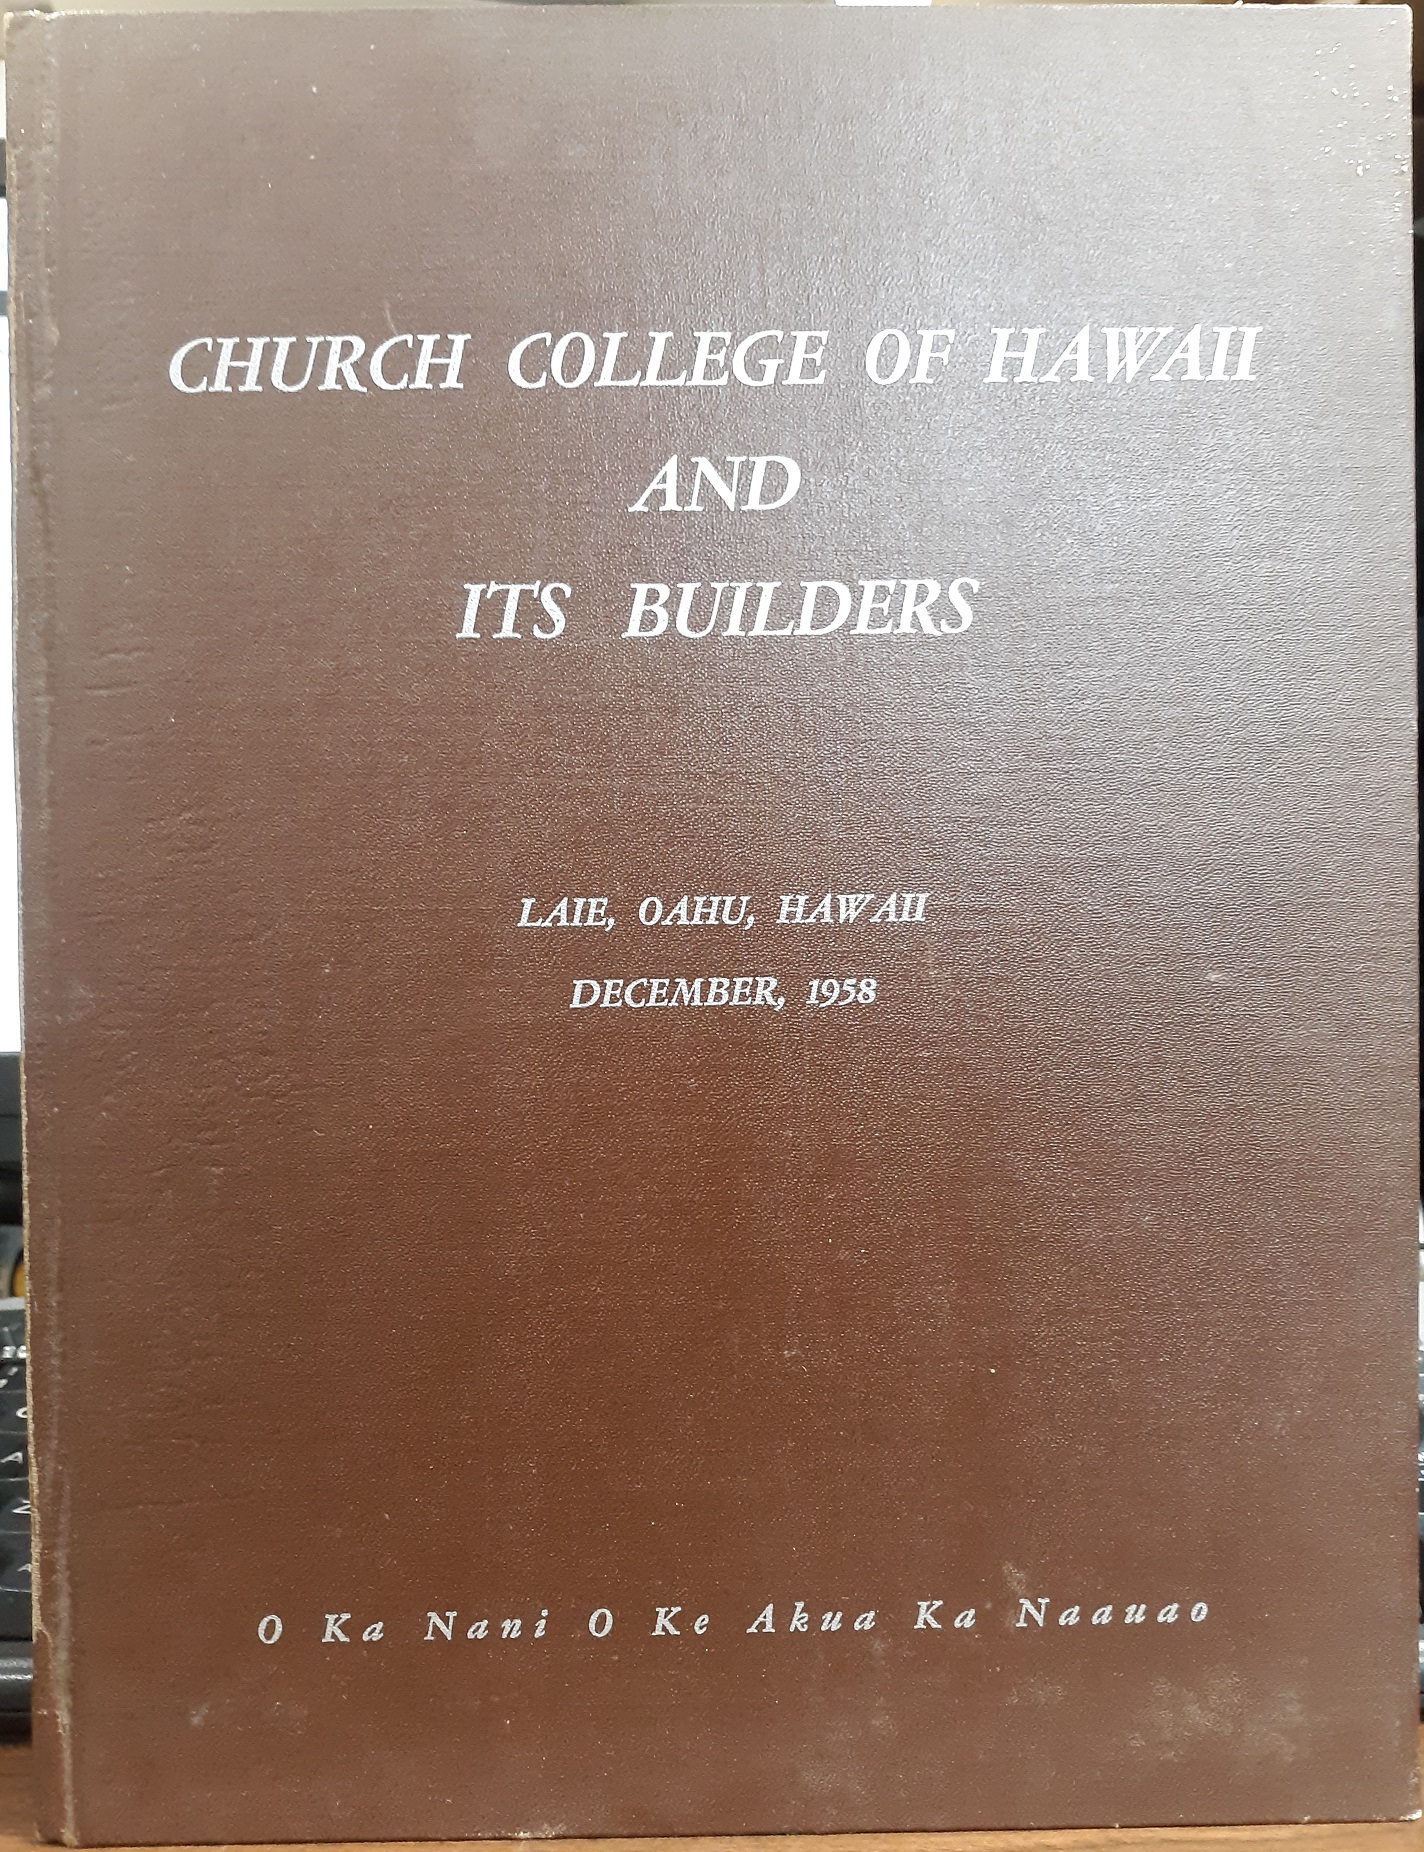 CHURCH COLLEGE OF HAWAII
AND
ITS BUILDERS
LAIE, OAHU, HAWAII
DECEMBER, 1958
O Ka Nani O Ke Akua Ka Naauao